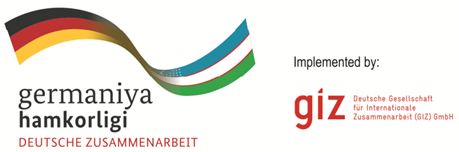 germaniya
hamkorligi
DEUTSCHE ZUSAMMENARBEIT
Implemented by:
giz
Deutsche Gesellschaft
für Internationale
Zusammenarbeit (GIZ) GmbH